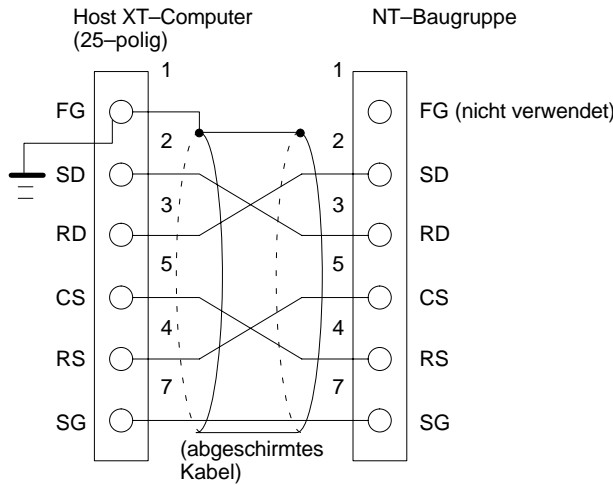 Host XT–Computer
(25–polig)
NT–Baugruppe
1
1
FG
FG (nicht verwendet)
2
2
SD
SD
3
3
RD
RD
5
5
CS
CS
4
4
RS
RS
7
7
SG
SG
(abgeschirmtes
Kabel)